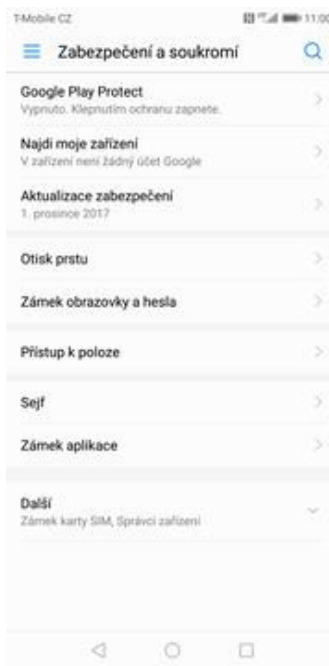 T-Mobile CZ 11:00
Zabezpečení a soukromí
Google Play Protect
Vypnuto. Klepnutím ochranu zapnete.
Najdi moje zařízení
V zařízení není žádný účet Google
Aktualizace zabezpečení
1. prosince 2017
Otisk prstu
Zámek obrazovky a hesla
Přístup k poloze
Sejf
Zámek aplikace
Další
Zámek karty SIM, Správci zařízení